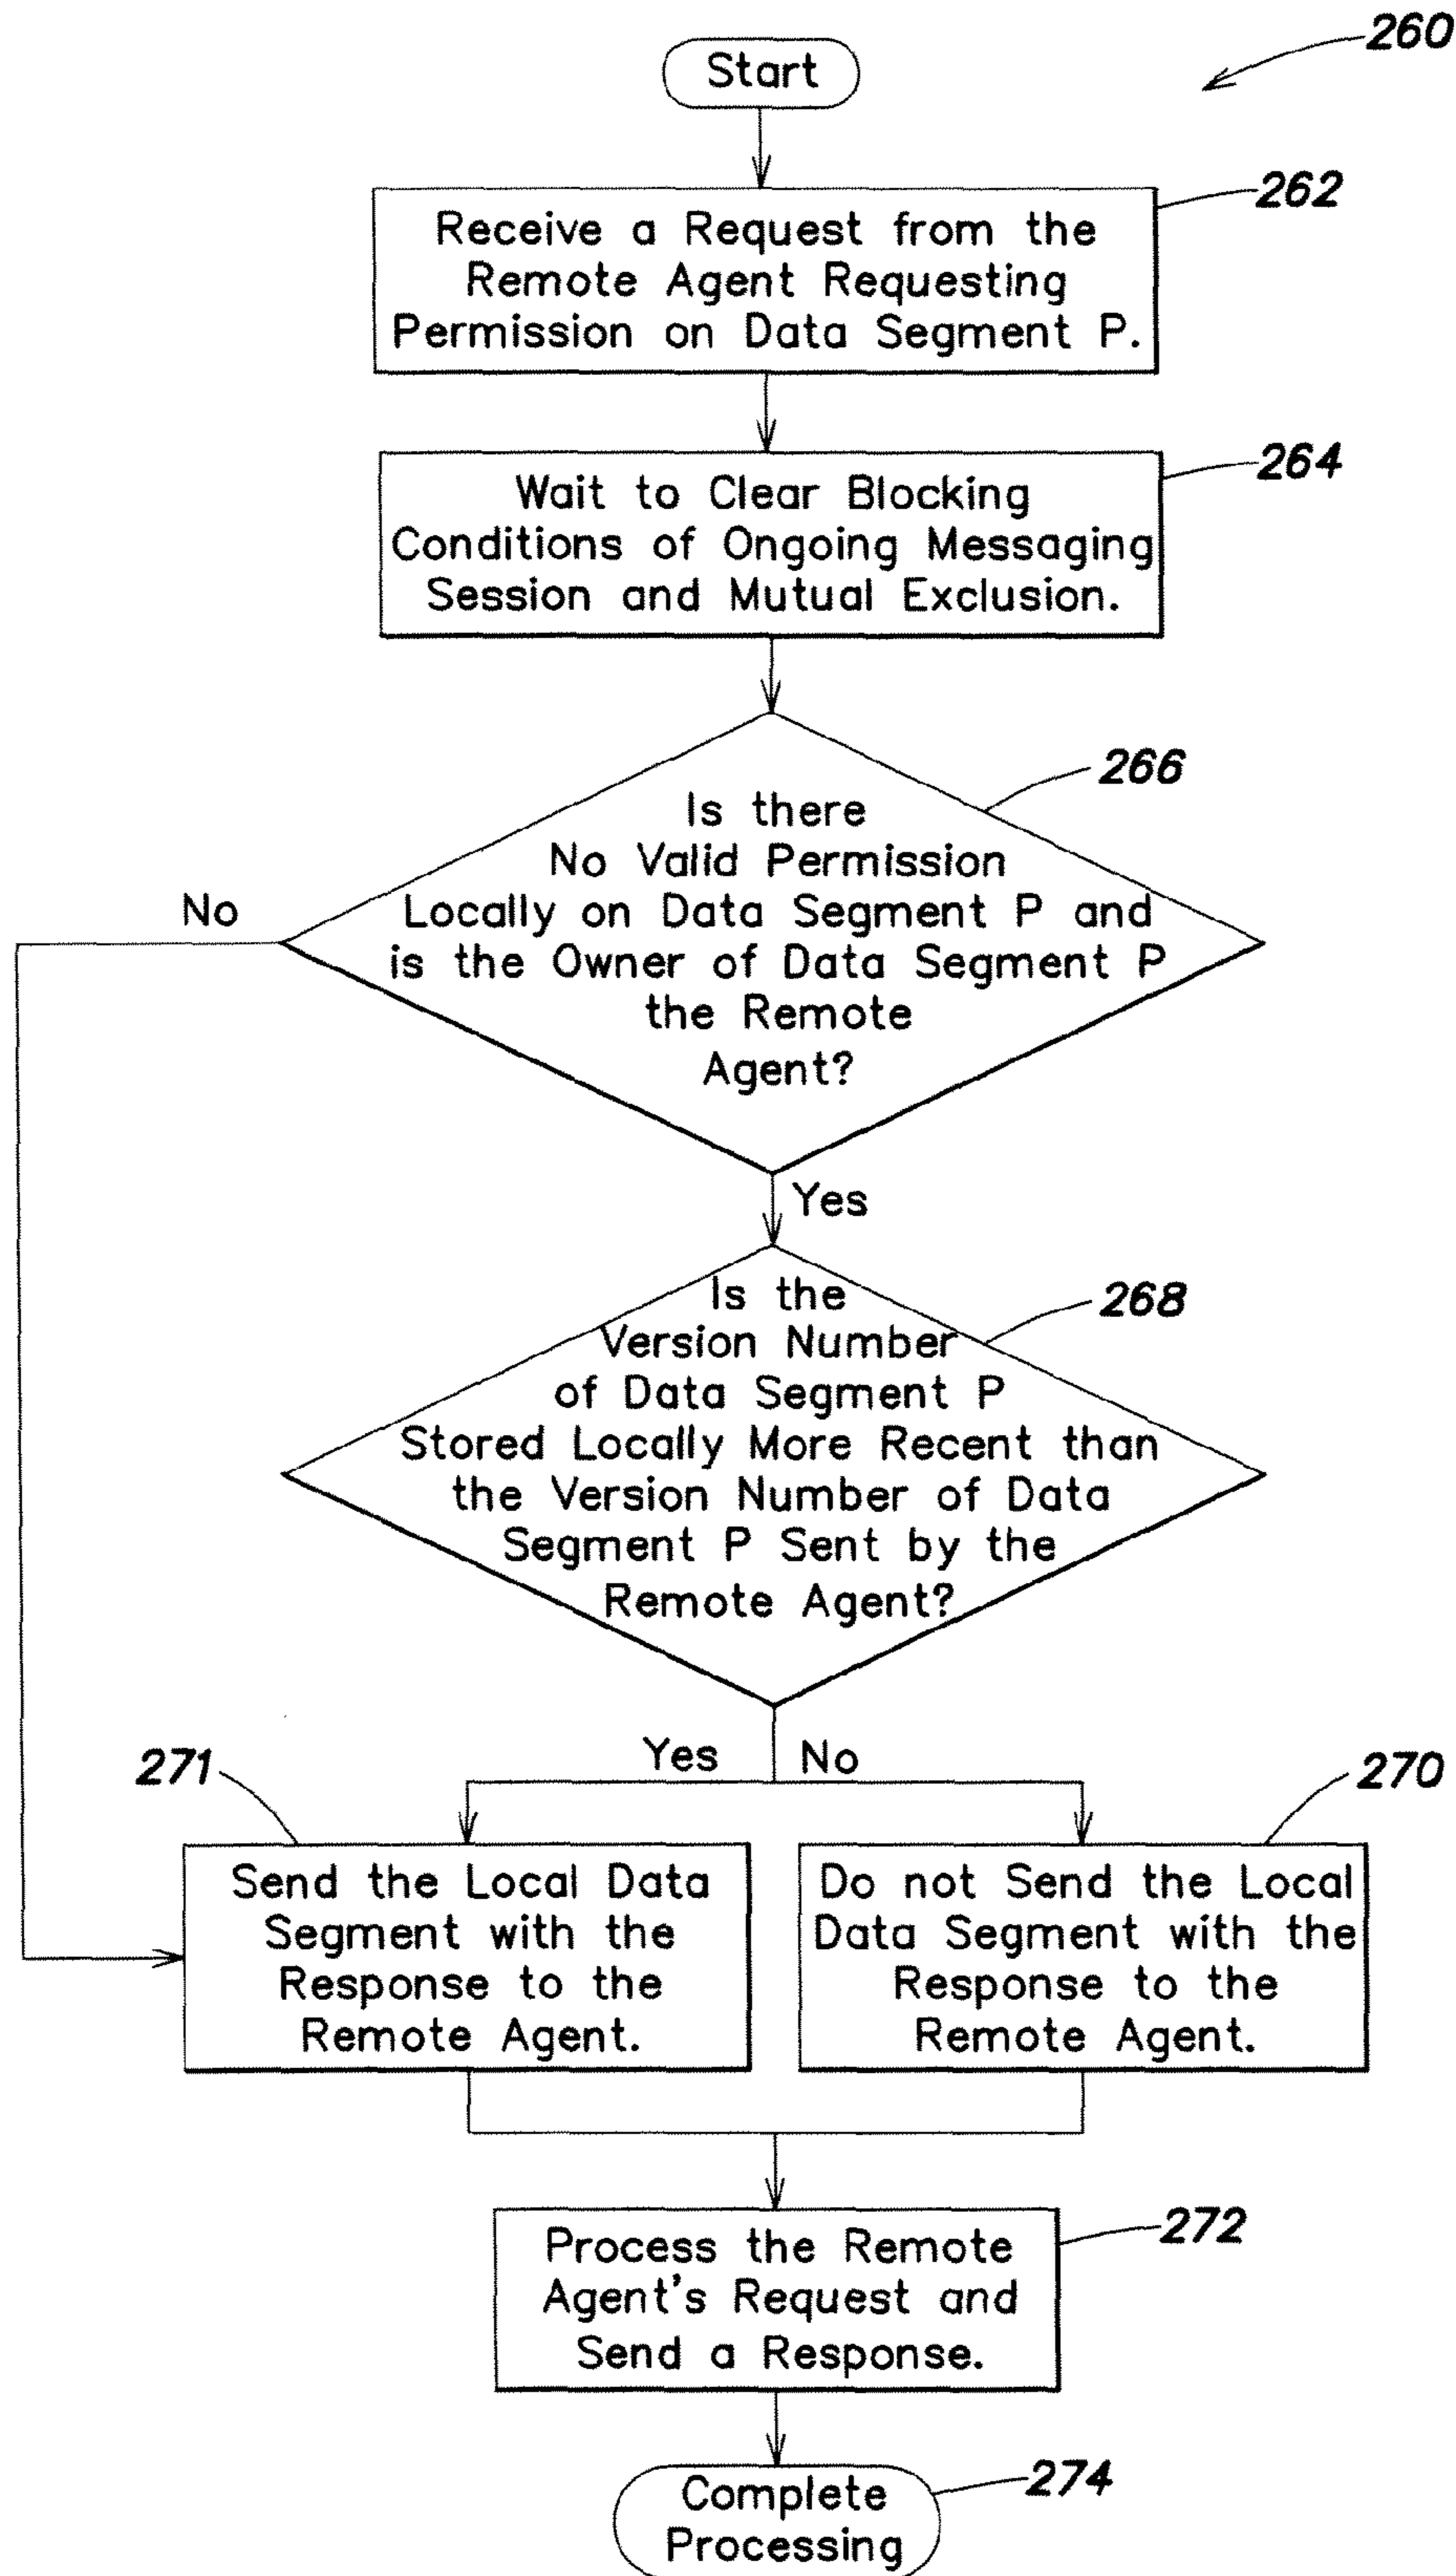 260
Start
262
Receive a Request from the
Remote Agent Requesting
Permission on Data Segment P.
264
Wait to Clear Blocking
Conditions of Ongoing Messaging
Session and Mutual Exclusion.
266
Is there
No Valid Permission
Locally on Data Segment P and
is the Owner of Data Segment P
the Remote
Agent?
No
Yes
268
Is the
Version Number
of Data Segment P
Stored Locally More Recent than
the Version Number of Data
Segment P Sent by the
Remote Agent?
Yes
No
271
Send the Local Data
Segment with the
Response to the
Remote Agent.
270
Do not Send the Local
Data Segment with the
Response to the
Remote Agent.
272
Process the Remote
Agent's Request and
Send a Response.
274
Complete
Processing